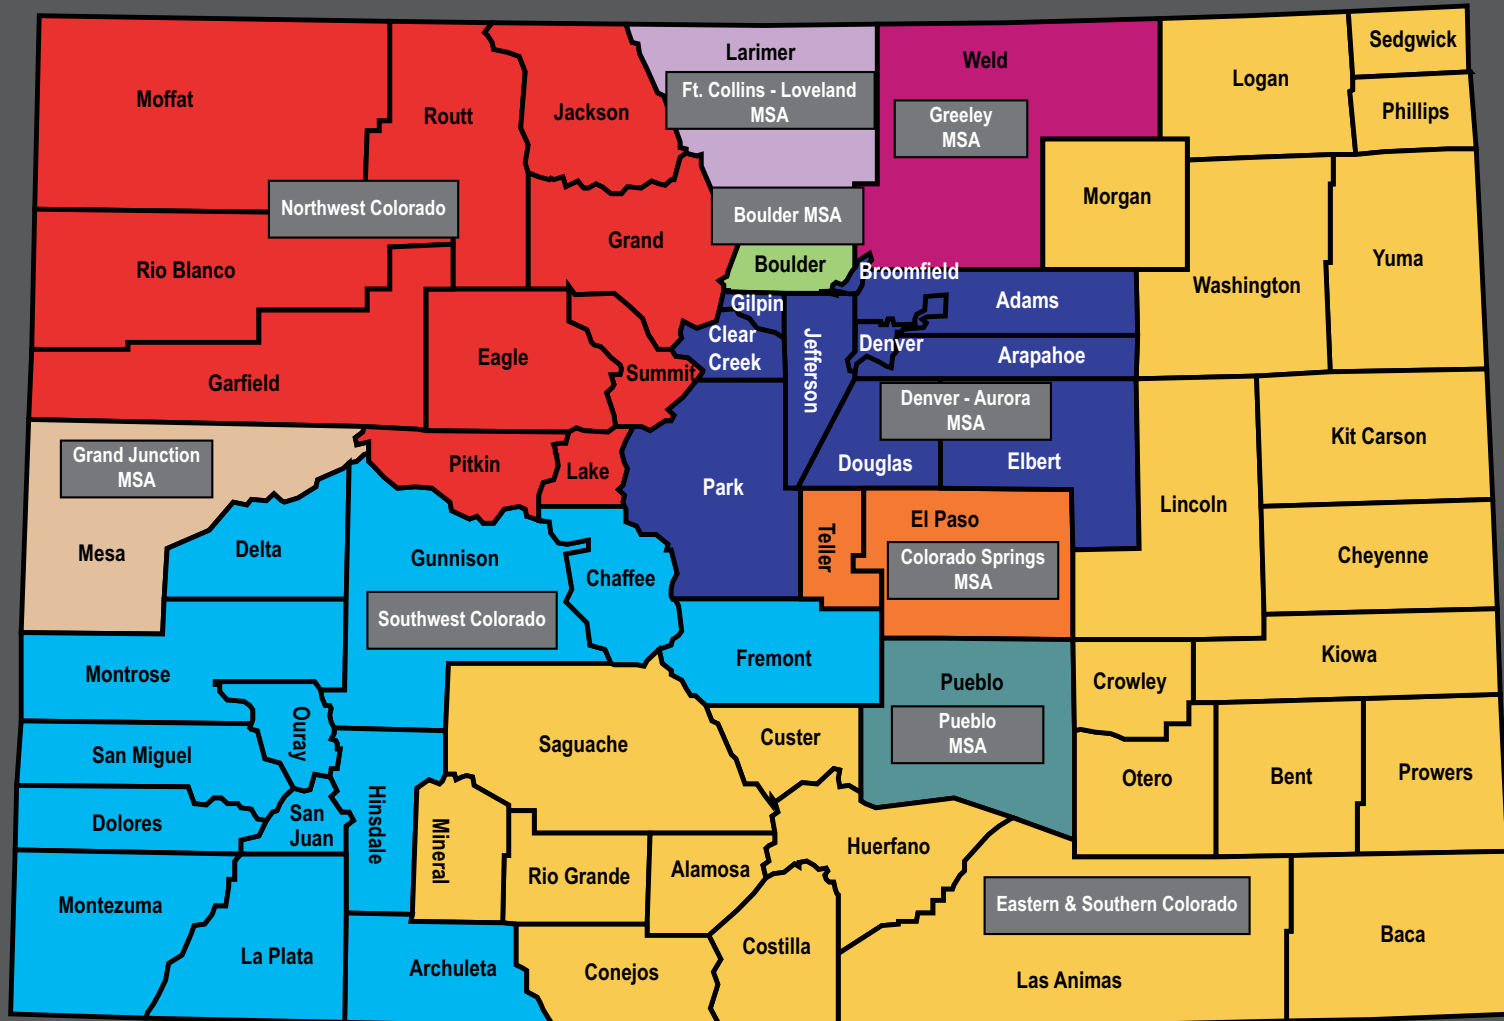 Moffat
Routt
Jackson
Larimer
Ft. Collins - Loveland
MSA
Weld
Greeley
MSA
Logan
Sedgwick
Phillips
Morgan
Northwest Colorado
Rio Blanco
Grand
Boulder MSA
Boulder
Broomfield
Adams
Washington
Yuma
Gilpin
Clear
Creek
Jefferson
Denver
Arapahoe
Garfield
Eagle
Summit
Denver - Aurora
MSA
Douglas
Elbert
Kit Carson
Grand Junction
MSA
Mesa
Pitkin
Lake
Park
Lincoln
Teller
El Paso
Colorado Springs
MSA
Cheyenne
Delta
Gunnison
Chaffee
Southwest Colorado
Montrose
Fremont
Kiowa
Pueblo
Pueblo
MSA
Crowley
Ouray
San Miguel
Saguache
Custer
Otero
Bent
Prowers
Dolores
San
Juan
Hinsdale
Mineral
Rio Grande
Alamosa
Huerfano
Montezuma
La Plata
Archuleta
Conejos
Costilla
Eastern & Southern Colorado
Las Animas
Baca